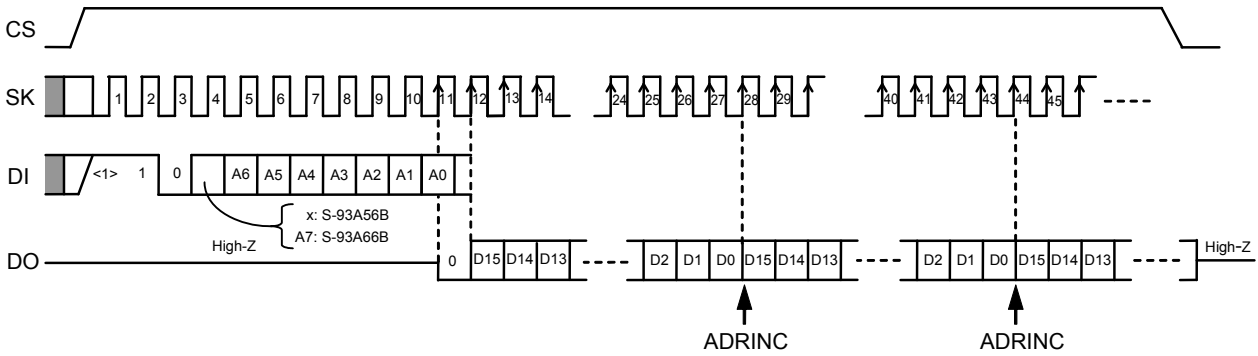 CS
SK 1 2 3 4 5 6 7 8 9 10 11 12 13 14 24 25 26 27 28 29 40 41 42 43 44 45
DI <1> 1 0 A6 A5 A4 A3 A2 A1 A0
x: S-93A56B
A7: S-93A66B
High-Z
High-Z
DO 0 D15 D14 D13 D2 D1 D0 D15 D14 D13 D2 D1 D0 D15 D14 D13
ADRINC ADRINC